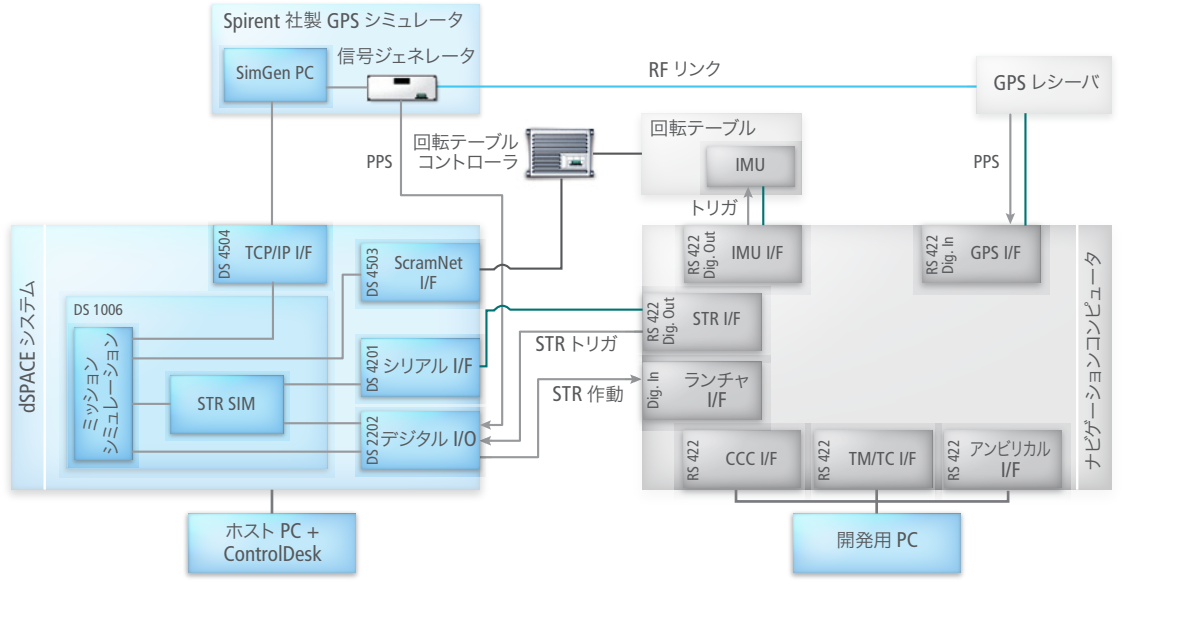 Spirent 社製 GPS シミュレータ
SimGen PC
信号ジェネレータ
RF リンク
GPS レシーバ
PPS
回転テーブル
コントローラ
回転テーブル
IMU
トリガ
PPS
dSPACE システム
DS 4504
TCP/IP I/F
DS 4503
ScramNet
I/F
DS 1006
ミッション
シミュレーション
STR SIM
DS 4201
シリアル I/F
DS 2202
デジタル I/O
STR トリガ
STR 作動
RS 422
Dig. Out
IMU I/F
RS 422
Dig. In
GPS I/F
RS 422
Dig. Out
STR I/F
Dig. In
ランチャ
I/F
RS 422
CCC I/F
RS 422
TM/TC I/F
RS 422
アンビリカル
I/F
ナビゲーションコンピュータ
ホスト PC +
ControlDesk
開発用 PC